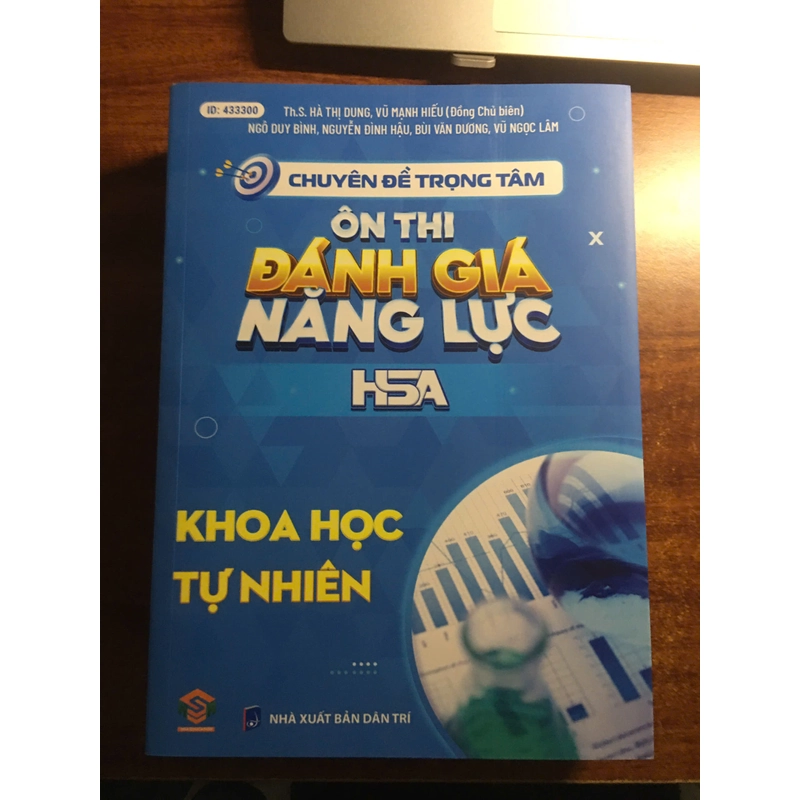 ID: 433300
Th.S. HÀ THỊ DUNG, VŨ MẠNH HIẾU (Đồng Chủ biên)
NGÔ DUY BÌNH, NGUYỄN ĐÌNH HẬU, BÙI VĂN DƯƠNG, VŨ NGỌC LÂM
CHUYÊN ĐỀ TRỌNG TÂM
ÔN THI
ĐÁNH GIÁ
NĂNG LỰC
HSA
X
KHOA HỌC
TỰ NHIÊN
NHÀ XUẤT BẢN DÂN TRÍ